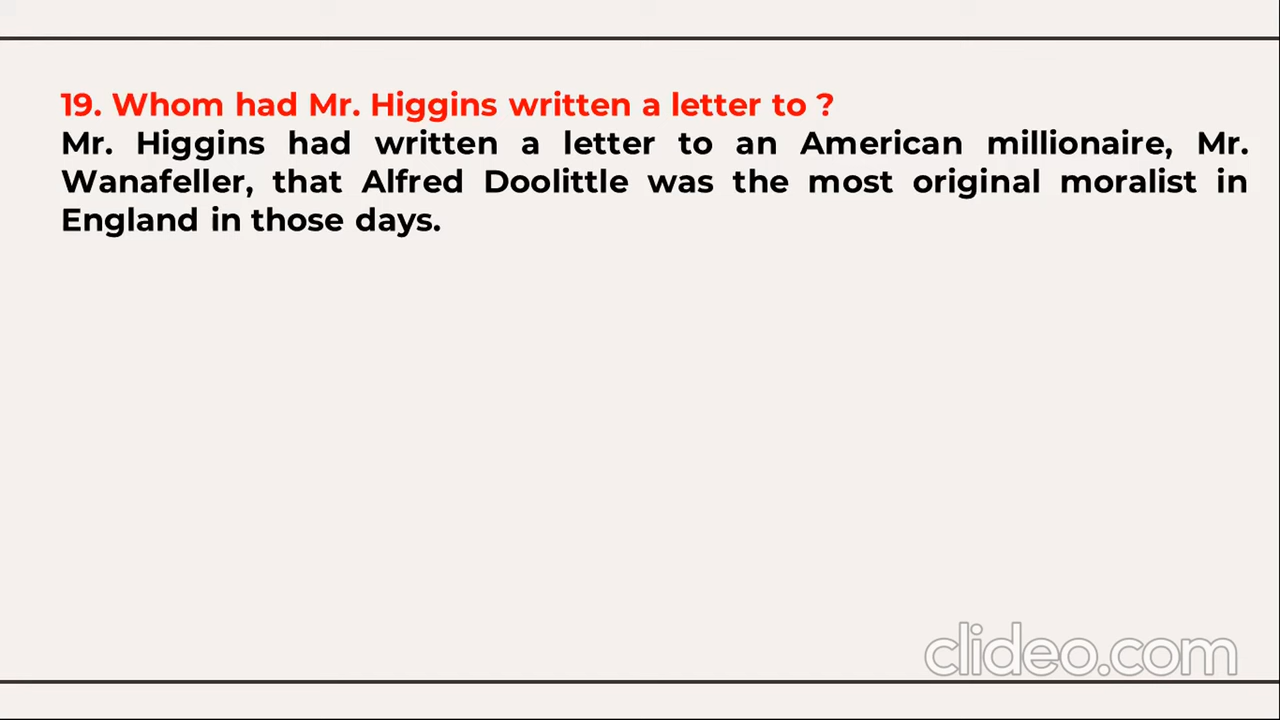 19. Whom had Mr. Higgins written a letter to ?
Mr. Higgins had written a letter to an American millionaire, Mr.
Wanafeller, that Alfred Doolittle was the most original moralist in
England in those days.
clideo.com